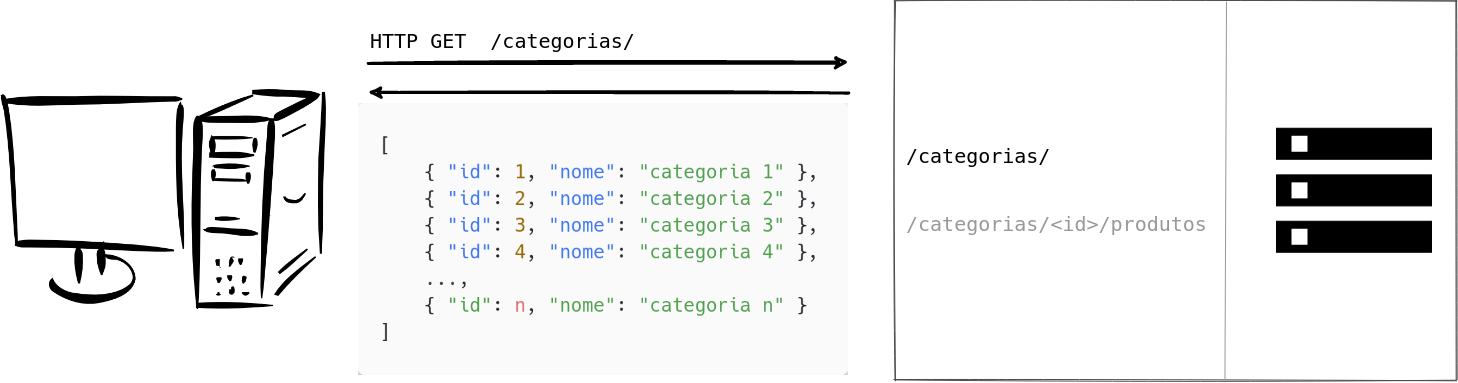 HTTP GET  /categorias/
[
    { "id": 1, "nome": "categoria 1" },
    { "id": 2, "nome": "categoria 2" },
    { "id": 3, "nome": "categoria 3" },
    { "id": 4, "nome": "categoria 4" },
    ...,
    { "id": n, "nome": "categoria n" }
]
/categorias/
/categorias/<id>/produtos